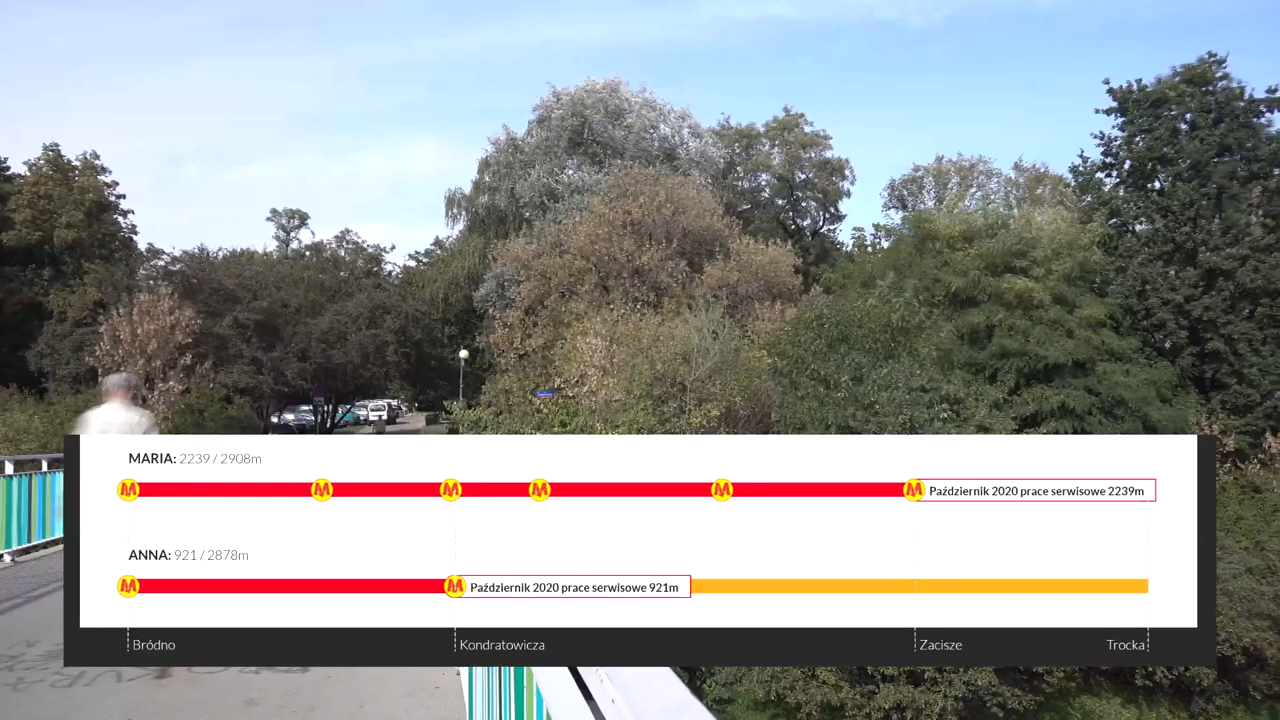 MARIA: 2239 / 2908m
Październik 2020 prace serwisowe 2239m
ANNA: 921 / 2878m
Październik 2020 prace serwisowe 921m
Bródno
Kondratowicza
Zacisze
Trocka